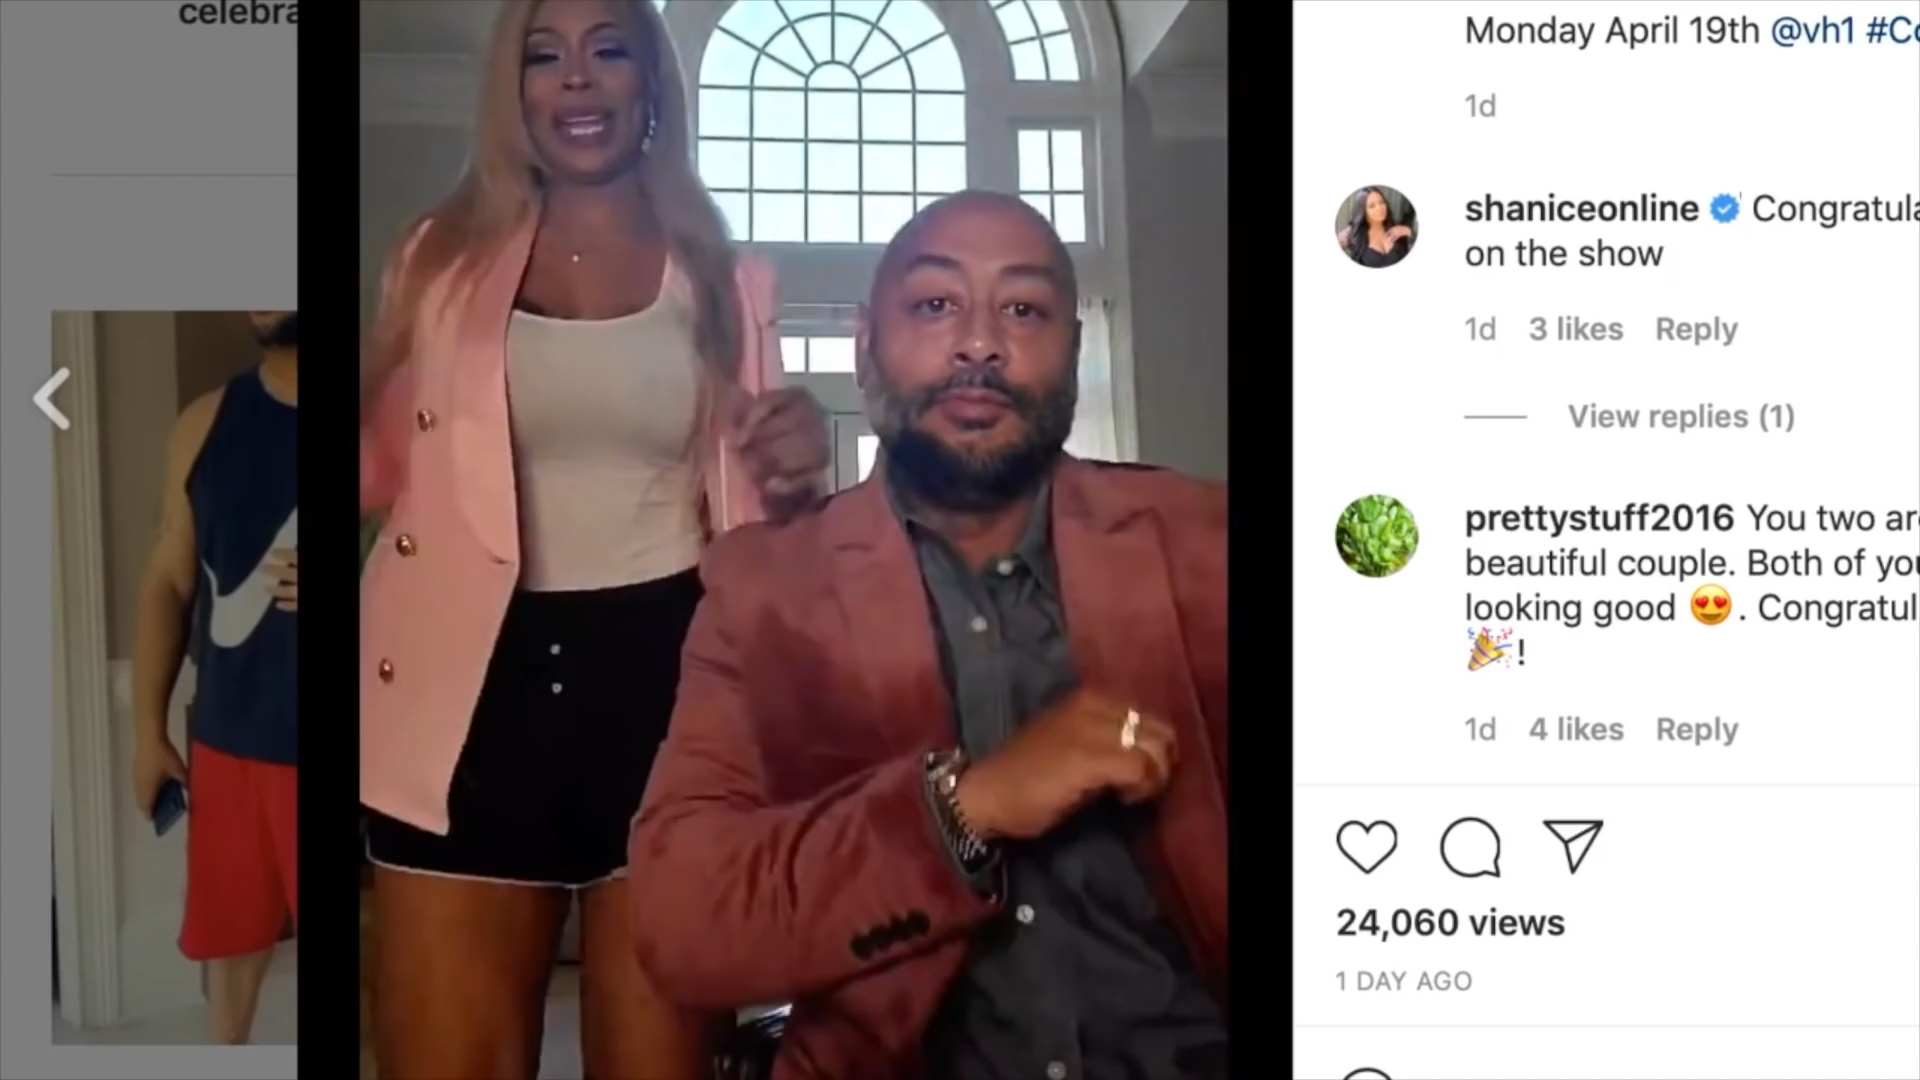 celebra
Monday April 19th @vh1 #Co
1d
shaniceonline Congratula
on the show
1d 3 likes Reply
View replies (1)
prettystuff2016 You two are
beautiful couple. Both of you
looking good 😍. Congratul
🎉!
1d 4 likes Reply
24,060 views
1 DAY AGO